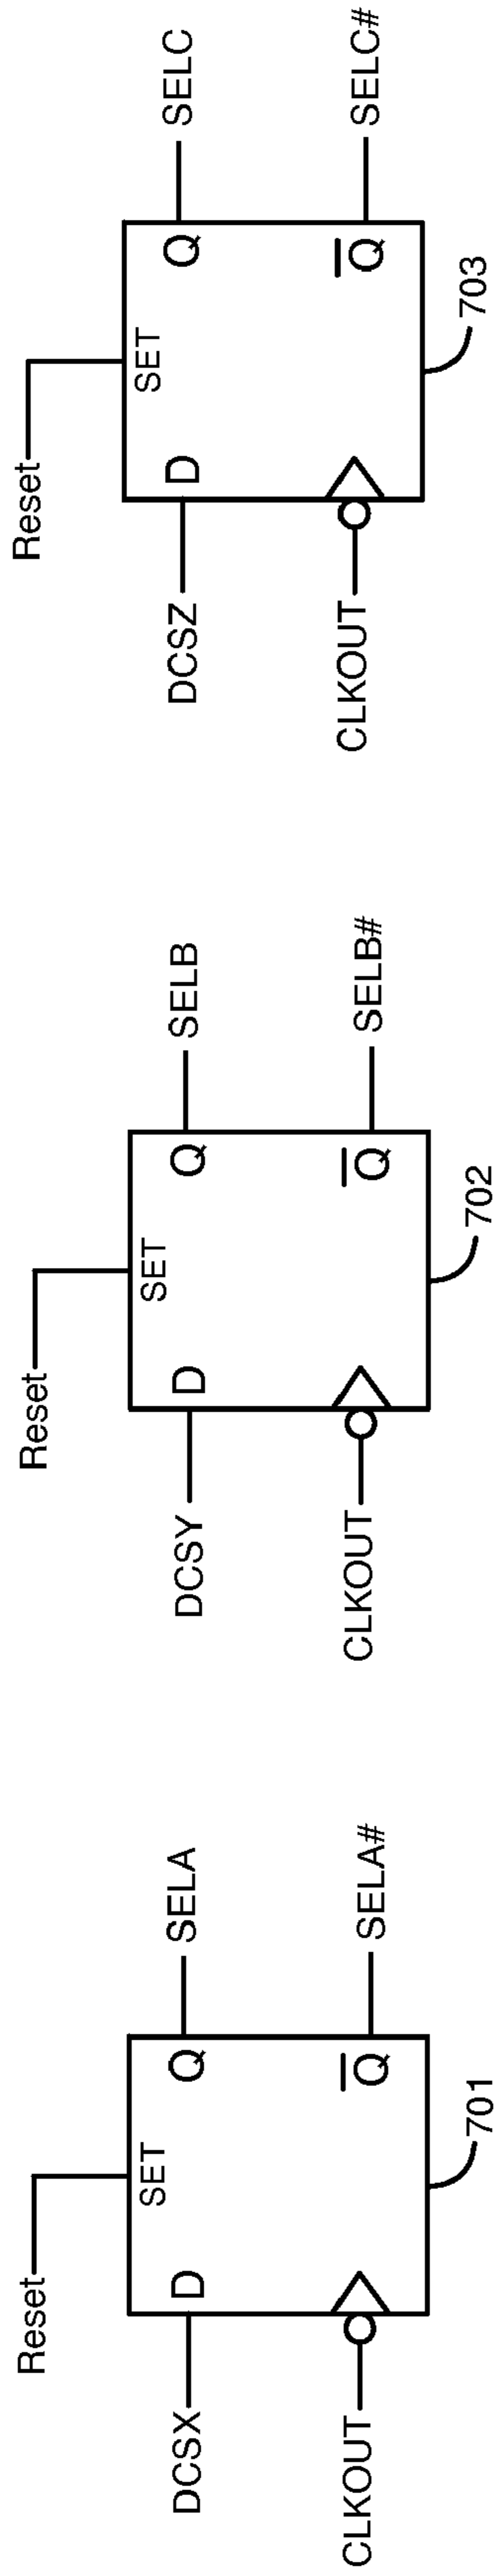 Reset
SET
DCSX
D
Q
SELA
CLKOUT
Q
SELA#
701
Reset
SET
DCSY
D
Q
SELB
CLKOUT
Q
SELB#
702
Reset
SET
DCSZ
D
Q
SELC
CLKOUT
Q
SELC#
703